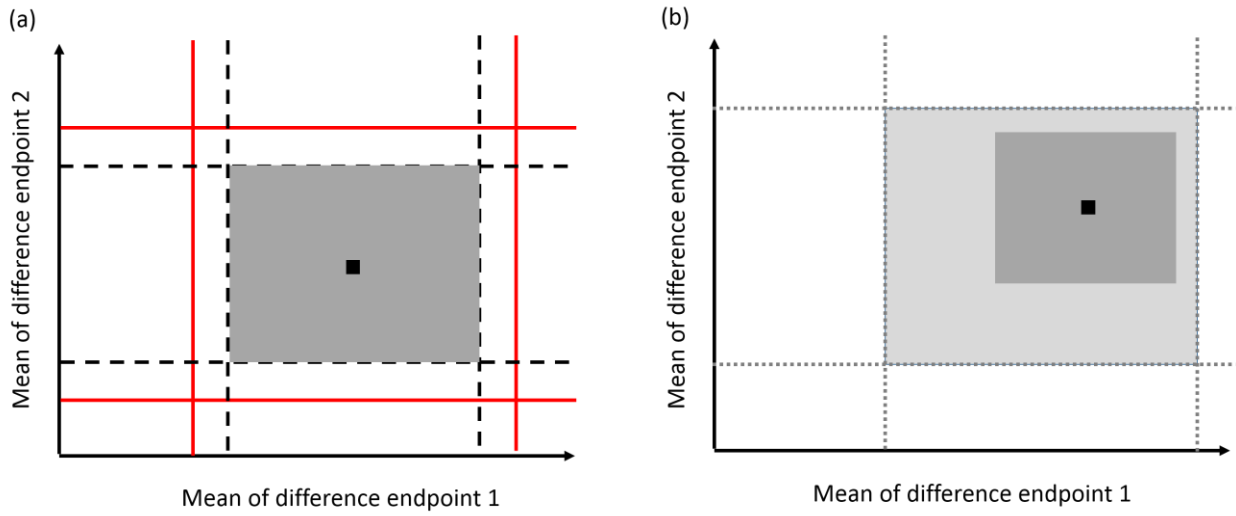 (a)
Mean of difference endpoint 2
Mean of difference endpoint 1
(b)
Mean of difference endpoint 2
Mean of difference endpoint 1